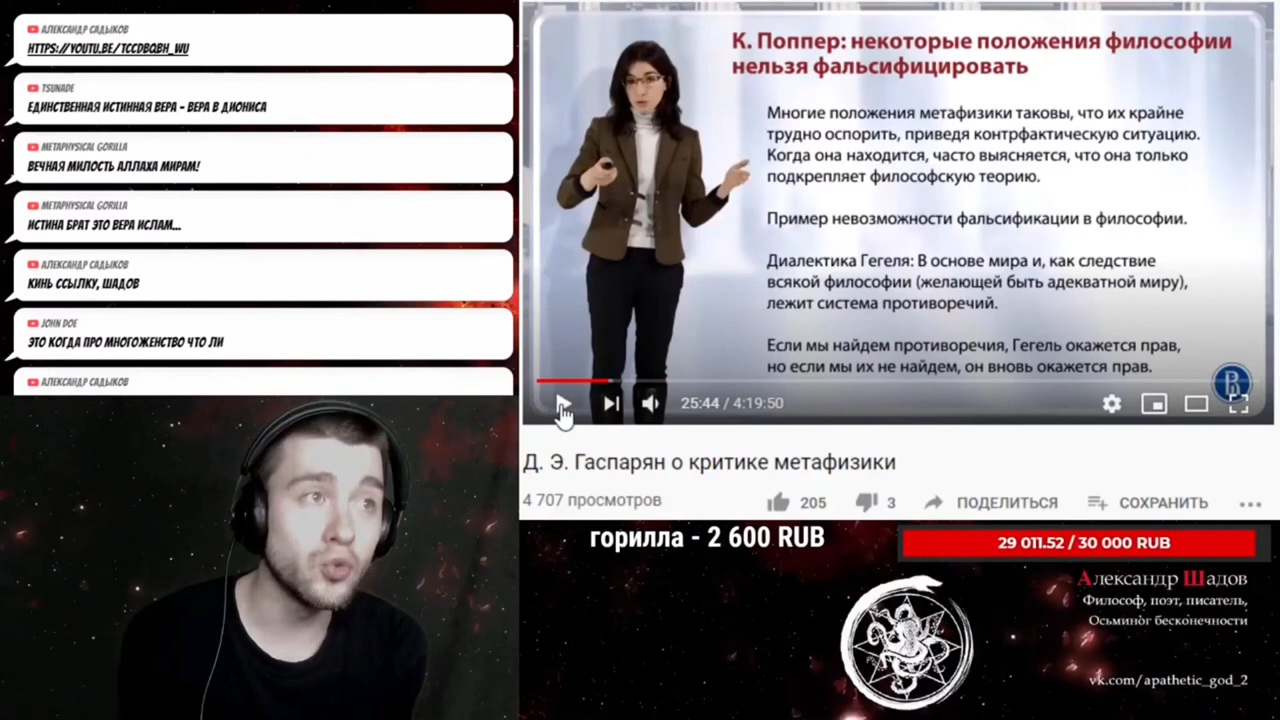 АЛЕКСАНДР САДЫКОВ
HTTPS://YOUTU.BE/TCCDBQBH_WU
TSUNADE
ЕДИНСТВЕННАЯ ИСТИННАЯ ВЕРА - ВЕРА В ДИОНИСА
METAPHYSICAL GORILLA
ВЕЧНАЯ МИЛОСТЬ АЛЛАХА МИРАМ!
METAPHYSICAL GORILLA
ИСТИНА БРАТ ЭТО ВЕРА ИСЛАМ...
АЛЕКСАНДР САДЫКОВ
КИНЬ ССЫЛКУ, ШАДОВ
JOHN DOE
ЭТО КОГДА ПРО МНОГОЖЕНСТВО ЧТО ЛИ
АЛЕКСАНДР САДЫКОВ
К. Поппер: некоторые положения философии
нельзя фальсифицировать
Многие положения метафизики таковы, что их крайне
трудно оспорить, приведя контрфактическую ситуацию.
Когда она находится, часто выясняется, что она только
подкрепляет философскую теорию.
Пример невозможности фальсификации в философии.
Диалектика Гегеля: В основе мира и, как следствие
всякой философии (желающей быть адекватной миру),
лежит система противоречий.
Если мы найдем противоречия, Гегель окажется прав,
но если мы их не найдем, он вновь окажется прав.
25:44 / 4:19:50
Д. Э. Гаспарян о критике метафизики
4 707 просмотров
205
3
ПОДЕЛИТЬСЯ
СОХРАНИТЬ
горилла - 2 600 RUB
29 011.52 / 30 000 RUB
Александр Шадов
Философ, поэт, писатель,
Осьминог бесконечности
vk.com/apathetic_god_2